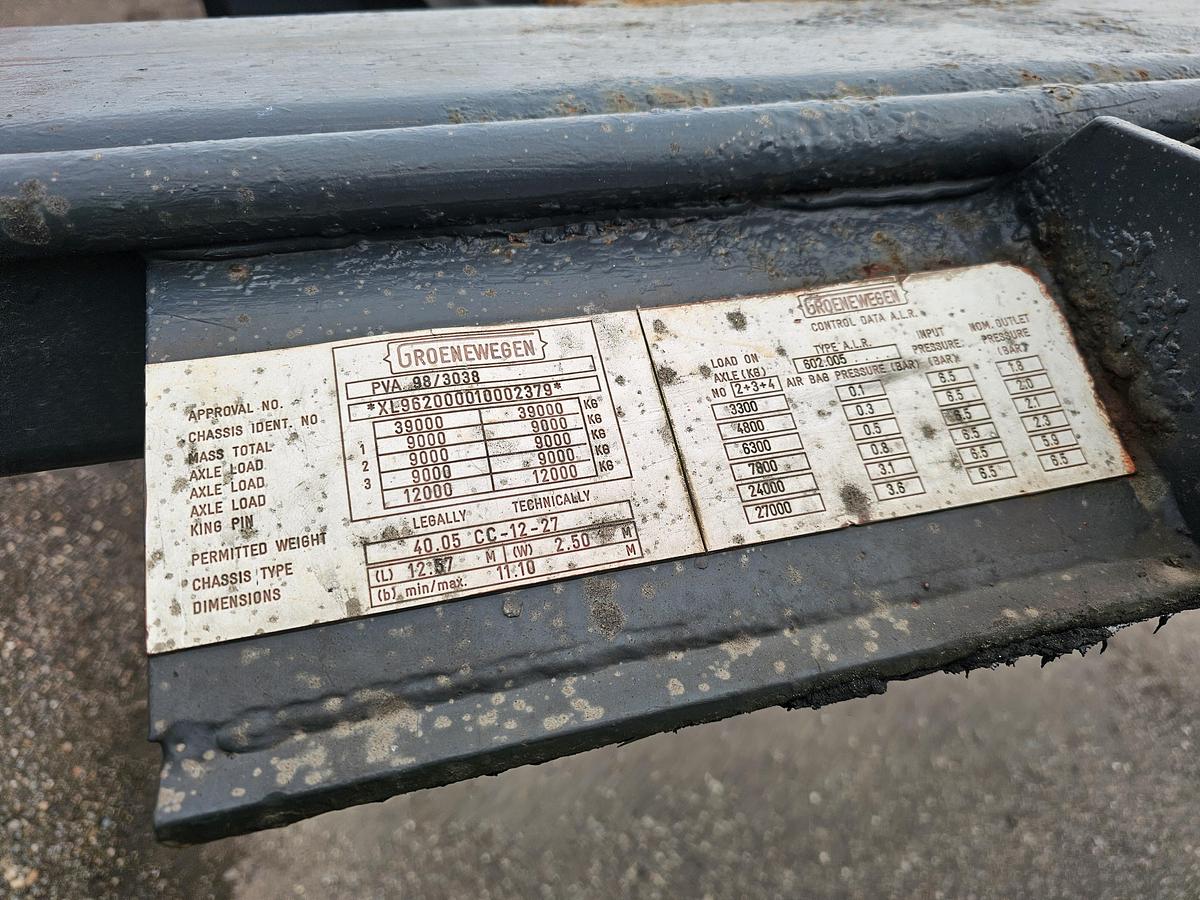 GROENEWEGEN
APPROVAL NO. PVA 98/3038
CHASSIS IDENT. NO *XL962000010002379*
MASS TOTAL 39000 39000 KG
AXLE LOAD 1 9000 9000 KG
AXLE LOAD 2 9000 9000 KG
AXLE LOAD 3 9000 9000 KG
KING PIN 12000 12000 KG
PERMITTED WEIGHT LEGALLY TECHNICALLY
CHASSIS TYPE 40.05 CC-12-27
DIMENSIONS (L) M (W) 2.50 M
(b) min/max. 11.10 M
GROENEWEGEN
CONTROL DATA A.L.R.
TYPE A.L.R.
602.005
LOAD ON AXLE (KG) NO 2+3+4
AIR BAG PRESSURE (BAR)
INPUT PRESSURE (BAR)
NOM. OUTLET PRESSURE (BAR)
3300 0.1 6.5 1.8
4800 0.3 6.5 2.0
6300 0.5 6.5 2.1
7800 0.8 6.5 2.3
24000 3.1 6.5 5.9
27000 3.6 6.5 6.5